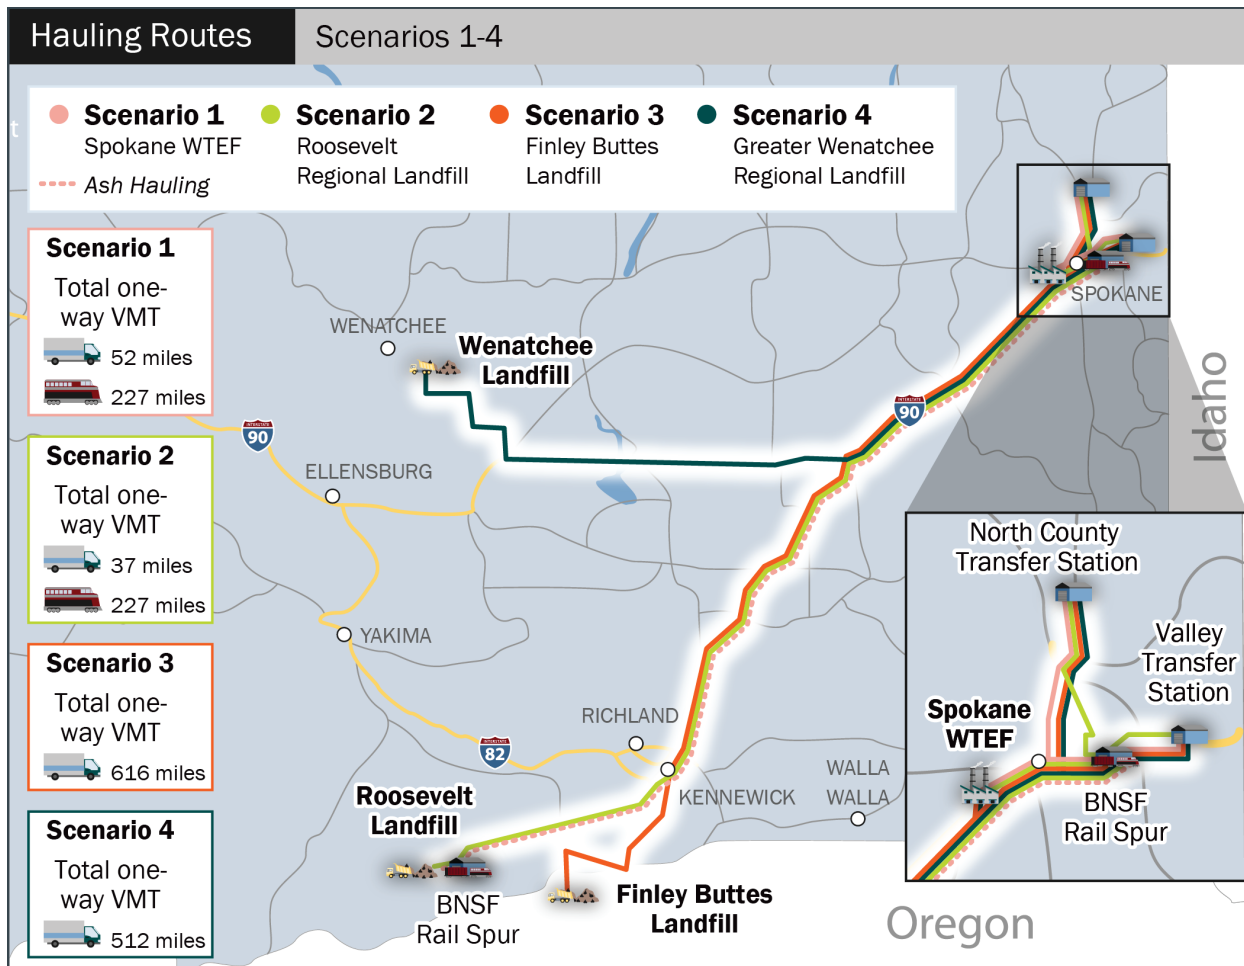 Hauling Routes
Scenarios 1-4
t
Scenario 1
Spokane WTEF
Ash Hauling
Scenario 2
Roosevelt
Regional Landfill
Scenario 3
Finley Buttes
Landfill
Scenario 4
Greater Wenatchee
Regional Landfill
Scenario 1
Total one-
way VMT
52 miles
227 miles
Scenario 2
Total one-
way VMT
37 miles
227 miles
Scenario 3
Total one-
way VMT
616 miles
Scenario 4
Total one-
way VMT
512 miles
SPOKANE
WENATCHEE
Wenatchee
Landfill
INTERSTATE
90
INTERSTATE
90
Idaho
ELLENSBURG
YAKIMA
RICHLAND
INTERSTATE
82
KENNEWICK
WALLA
WALLA
Roosevelt
Landfill
BNSF
Rail Spur
Finley Buttes
Landfill
Oregon
North County
Transfer Station
Valley
Transfer
Station
Spokane
WTEF
BNSF
Rail Spur